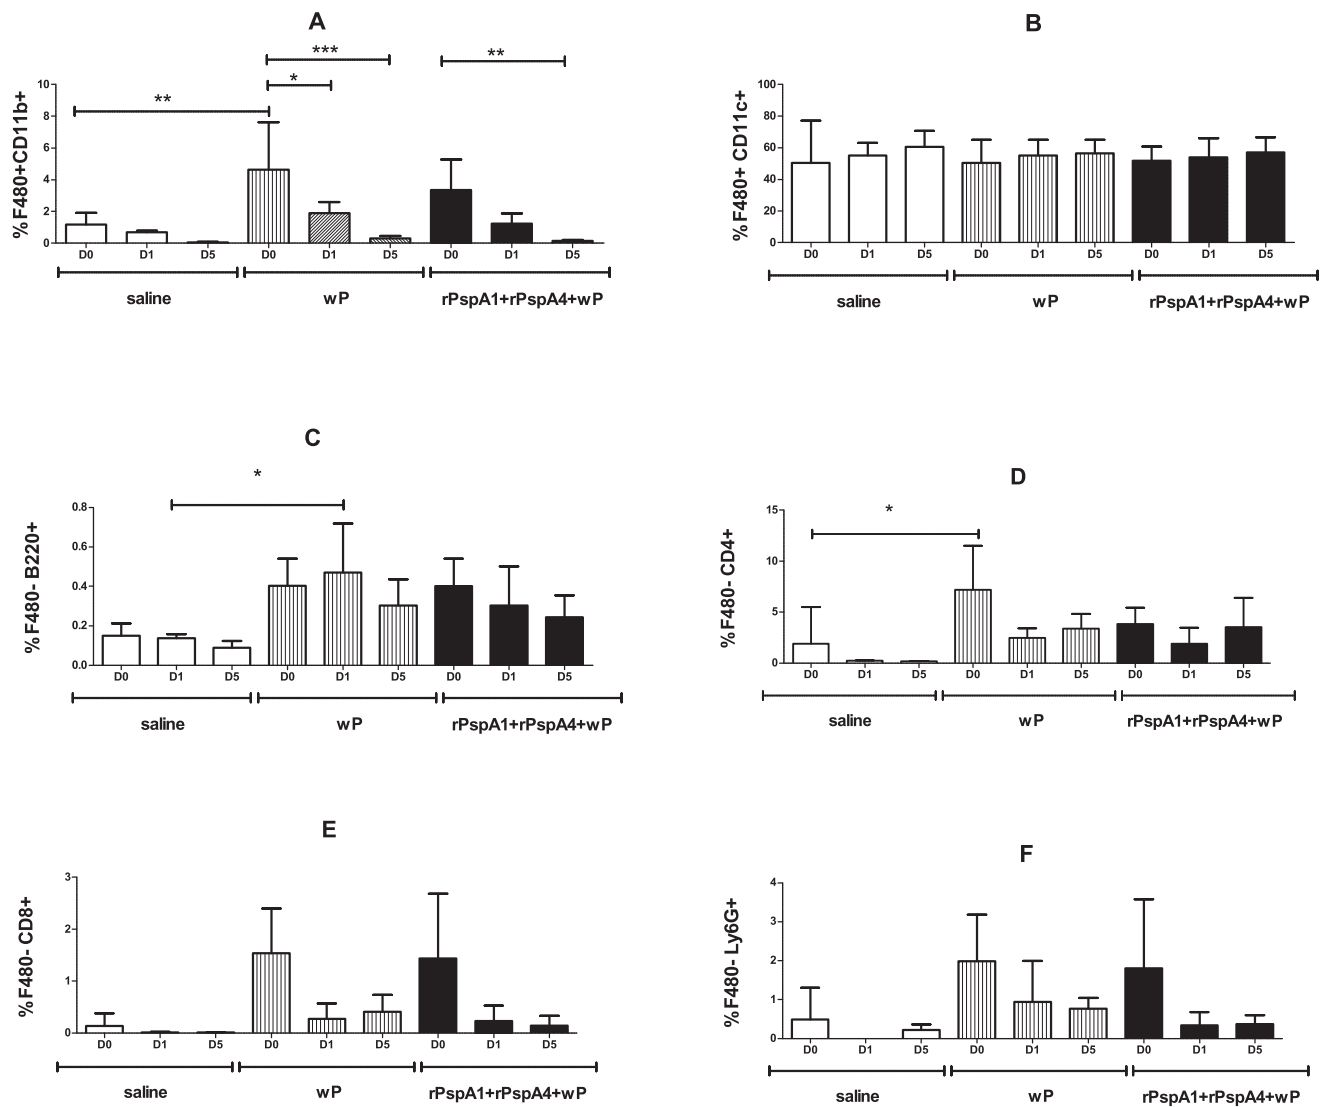 A
***
**
*
**
%F480+CD11b+
10
8
6
4
2
0
D0 D1 D5 D0 D1 D5 D0 D1 D5
saline wP rPspA1+rPspA4+wP
B
%F480+ CD11c+
100
80
60
40
20
0
D0 D1 D5 D0 D1 D5 D0 D1 D5
saline wP rPspA1+rPspA4+wP
C
*
%F480- B220+
0.8
0.6
0.4
0.2
0.0
D0 D1 D5 D0 D1 D5 D0 D1 D5
saline wP rPspA1+rPspA4+wP
D
*
%F480- CD4+
15
10
5
0
D0 D1 D5 D0 D1 D5 D0 D1 D5
saline wP rPspA1+rPspA4+wP
E
%F480- CD8+
3
2
1
0
D0 D1 D5 D0 D1 D5 D0 D1 D5
saline wP rPspA1+rPspA4+wP
F
%F480- Ly6G+
4
3
2
1
0
D0 D1 D5 D0 D1 D5 D0 D1 D5
saline wP rPspA1+rPspA4+wP